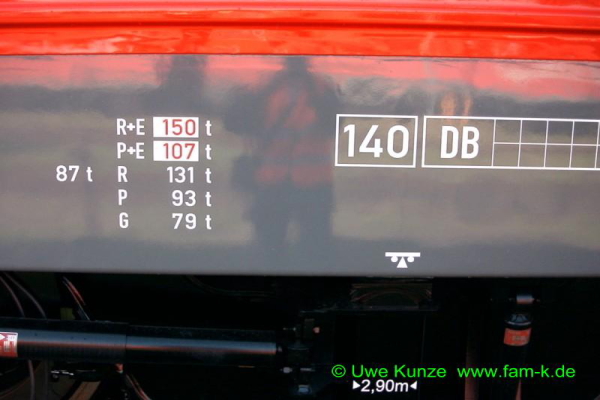 R+E 150 t
P+E 107 t
87 t R 131 t
P 93 t
G 79 t
140 DB
© Uwe Kunze www.fam-k.de
2,90m